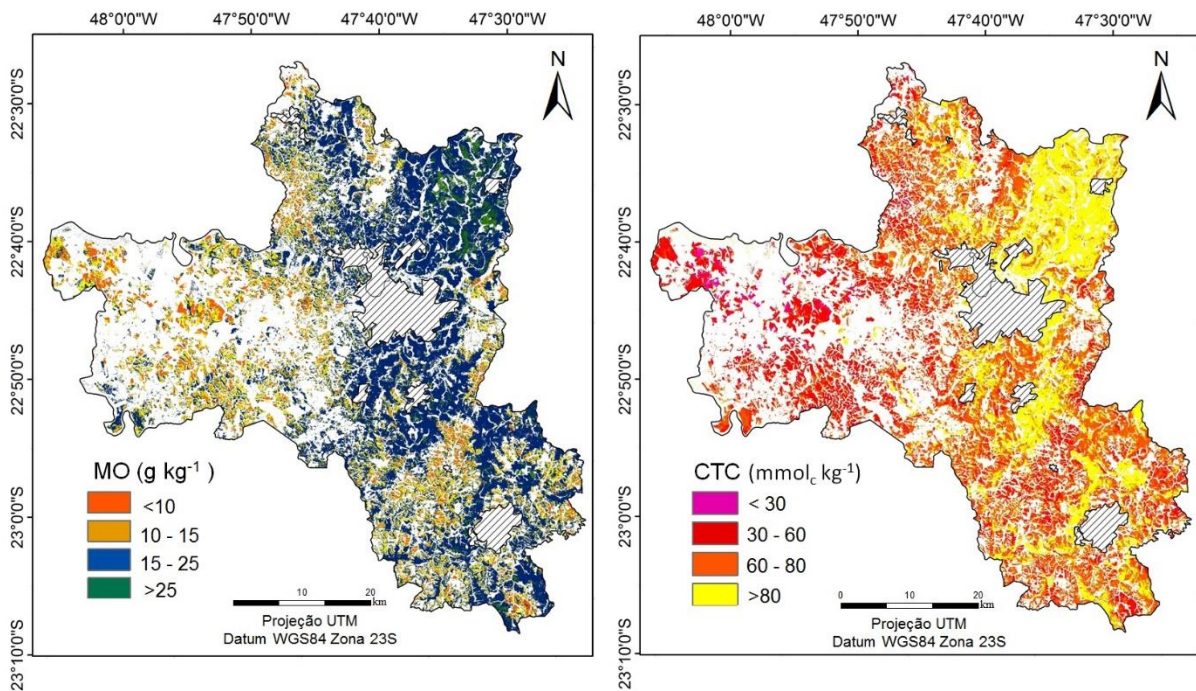 48°0'0"W 47°50'0"W 47°40'0"W 47°30'0"W
N
22°30'0"S
22°40'0"S
22°50'0"S
23°0'0"S
23°10'0"S
MO (g kg⁻¹ )
<10
10 - 15
15 - 25
>25
10 0 10 20
km
Projeção UTM
Datum WGS84 Zona 23S
48°0'0"W 47°50'0"W 47°40'0"W 47°30'0"W
N
22°30'0"S
22°40'0"S
22°50'0"S
23°0'0"S
23°10'0"S
CTC (mmol꜀ kg⁻¹)
< 30
30 - 60
60 - 80
>80
0 10 20
km
Projeção UTM
Datum WGS84 Zona 23S